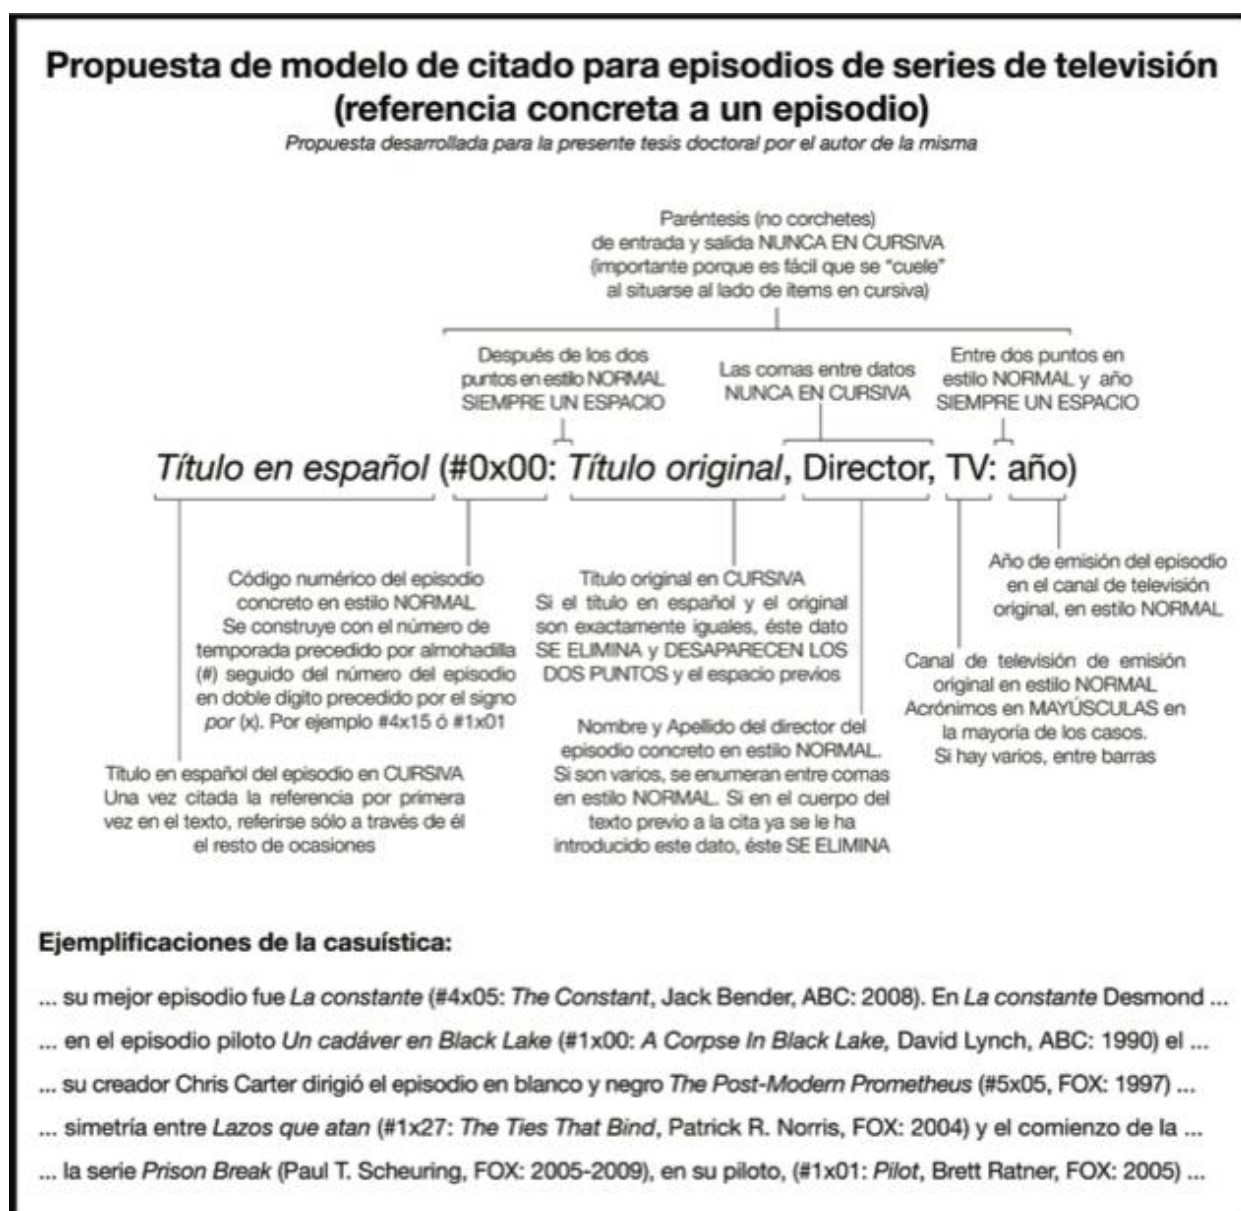 Propuesta de modelo de citado para episodios de series de televisión
(referencia concreta a un episodio)
Propuesta desarrollada para la presente tesis doctoral por el autor de la misma
Paréntesis (no corchetes)
de entrada y salida NUNCA EN CURSIVA
(importante porque es fácil que se “cuele”
al situarse al lado de ítems en cursiva)
Después de los dos
puntos en estilo NORMAL
SIEMPRE UN ESPACIO
Las comas entre datos
NUNCA EN CURSIVA
Entre dos puntos en
estilo NORMAL y año
SIEMPRE UN ESPACIO
Título en español (#0x00: Título original, Director, TV: año)
Código numérico del episodio
concreto en estilo NORMAL
Se construye con el número de
temporada precedido por almohadilla
(#) seguido del número del episodio
en doble dígito precedido por el signo
por (x). Por ejemplo #4x15 ó #1x01
Título original en CURSIVA
Si el título en español y el original
son exactamente iguales, éste dato
SE ELIMINA y DESAPARECEN LOS
DOS PUNTOS y el espacio previos
Año de emisión del episodio
en el canal de televisión
original, en estilo NORMAL
Canal de televisión de emisión
original en estilo NORMAL
Acrónimos en MAYÚSCULAS en
la mayoría de los casos.
Si hay varios, entre barras
Nombre y Apellido del director del
episodio concreto en estilo NORMAL.
Si son varios, se enumeran entre comas
en estilo NORMAL. Si en el cuerpo del
texto previo a la cita ya se le ha
introducido este dato, éste SE ELIMINA
Título en español del episodio en CURSIVA
Una vez citada la referencia por primera
vez en el texto, referirse sólo a través de él
el resto de ocasiones
Ejemplificaciones de la casuística:
... su mejor episodio fue La constante (#4x05: The Constant, Jack Bender, ABC: 2008). En La constante Desmond ...
... en el episodio piloto Un cadáver en Black Lake (#1x00: A Corpse In Black Lake, David Lynch, ABC: 1990) el ...
... su creador Chris Carter dirigió el episodio en blanco y negro The Post-Modern Prometheus (#5x05, FOX: 1997) ...
... simetría entre Lazos que atan (#1x27: The Ties That Bind, Patrick R. Norris, FOX: 2004) y el comienzo de la ...
... la serie Prison Break (Paul T. Scheuring, FOX: 2005-2009), en su piloto, (#1x01: Pilot, Brett Ratner, FOX: 2005) ...